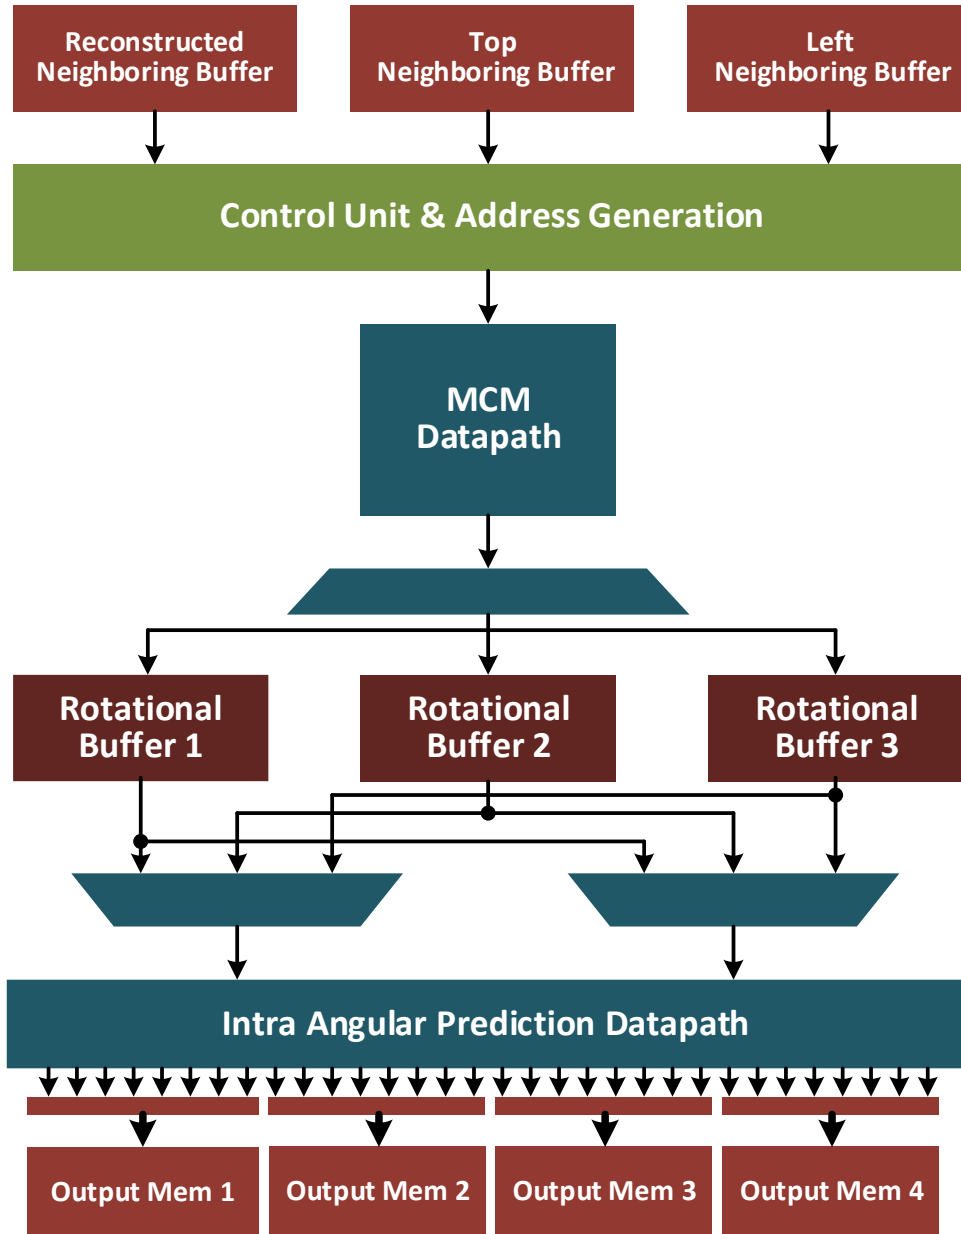 Reconstructed
Neighboring Buffer
Top
Neighboring Buffer
Left
Neighboring Buffer
Control Unit & Address Generation
MCM
Datapath
Rotational
Buffer 1
Rotational
Buffer 2
Rotational
Buffer 3
Intra Angular Prediction Datapath
Output Mem 1
Output Mem 2
Output Mem 3
Output Mem 4